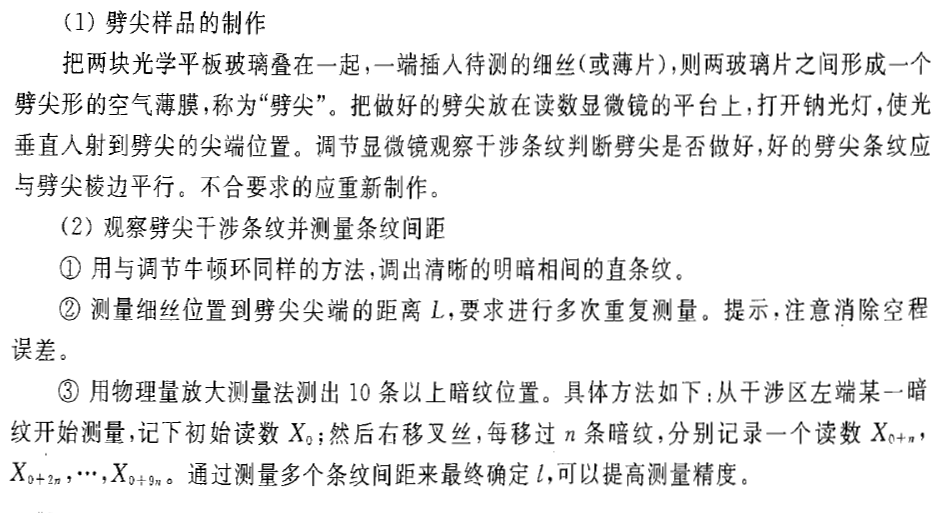 (1) 劈尖样品的制作
把两块光学平板玻璃叠在一起,一端插入待测的细丝(或薄片),则两玻璃片之间形成一个
劈尖形的空气薄膜,称为“劈尖”。把做好的劈尖放在读数显微镜的平台上,打开钠光灯,使光
垂直入射到劈尖的尖端位置。调节显微镜观察干涉条纹判断劈尖是否做好,好的劈尖条纹应
与劈尖棱边平行。不合要求的应重新制作。
(2) 观察劈尖干涉条纹并测量条纹间距
① 用与调节牛顿环同样的方法,调出清晰的明暗相间的直条纹。
② 测量细丝位置到劈尖尖端的距离 L,要求进行多次重复测量。提示,注意消除空程
误差。
③ 用物理量放大测量法测出 10 条以上暗纹位置。具体方法如下:从干涉区左端某一暗
纹开始测量,记下初始读数 X₀;然后右移叉丝,每移过 n 条暗纹,分别记录一个读数 X₀₊ₙ,
X₀₊₂ₙ,…,X₀₊₉ₙ。通过测量多个条纹间距来最终确定 l,可以提高测量精度。